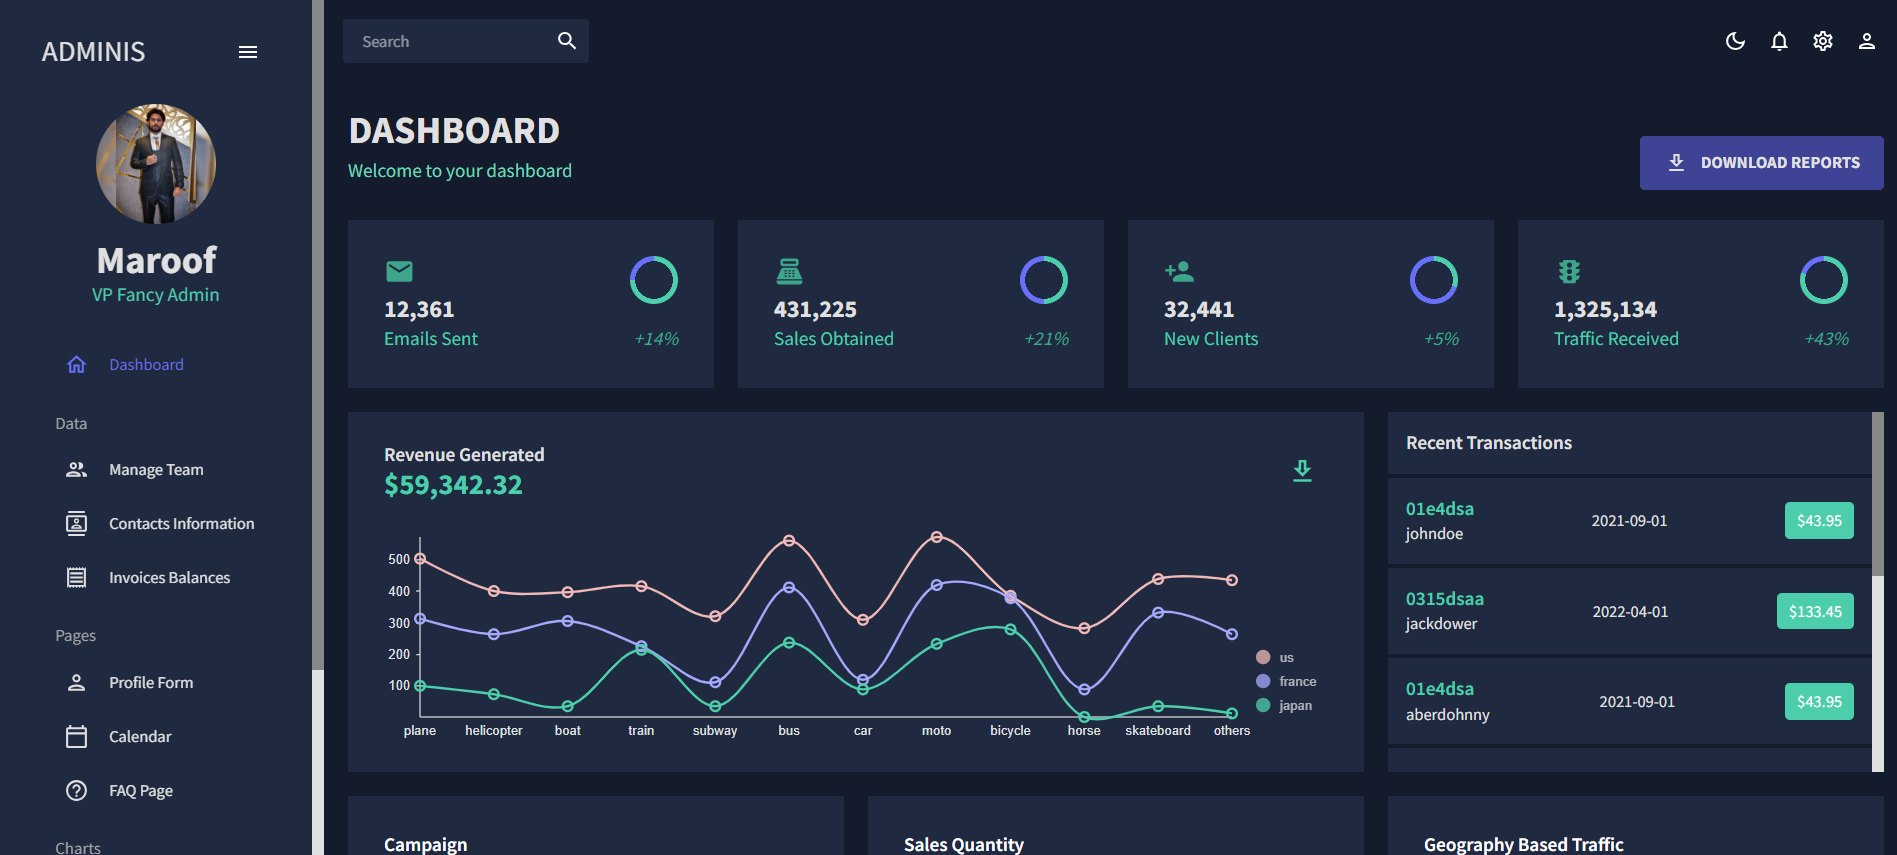 ADMINIS
Maroof
VP Fancy Admin
Dashboard
Data
Manage Team
Contacts Information
Invoices Balances
Pages
Profile Form
Calendar
FAQ Page
Charts
Search
DASHBOARD
Welcome to your dashboard
DOWNLOAD REPORTS
12,361
Emails Sent
+14%
431,225
Sales Obtained
+21%
32,441
New Clients
+5%
1,325,134
Traffic Received
+43%
Revenue Generated
$59,342.32
500
400
300
200
100
plane helicopter boat train subway bus car moto bicycle horse skateboard others
us
france
japan
Recent Transactions
01e4dsa
johndoe
2021-09-01
$43.95
0315dsaa
jackdower
2022-04-01
$133.45
01e4dsa
aberdohnny
2021-09-01
$43.95
Campaign
Sales Quantity
Geography Based Traffic